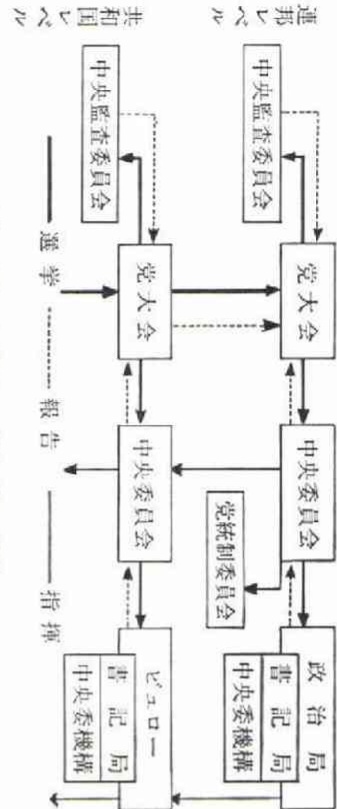 連邦レベル
中央監査委員会
党大会
中央委員会
党統制委員会
政治局
書記局
中央委機構
共和国レベル
中央監査委員会
党大会
中央委員会
ビューロー
書記局
中央委機構
選挙
報告
指揮